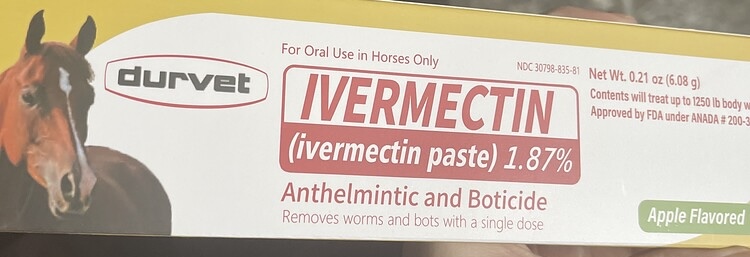 durvet
For Oral Use in Horses Only
NDC 30798-835-81
IVERMECTIN
(ivermectin paste) 1.87%
Anthelmintic and Boticide
Removes worms and bots with a single dose
Net Wt. 0.21 oz (6.08 g)
Contents will treat up to 1250 lb body
Approved by FDA under ANADA # 200-3
Apple Flavored